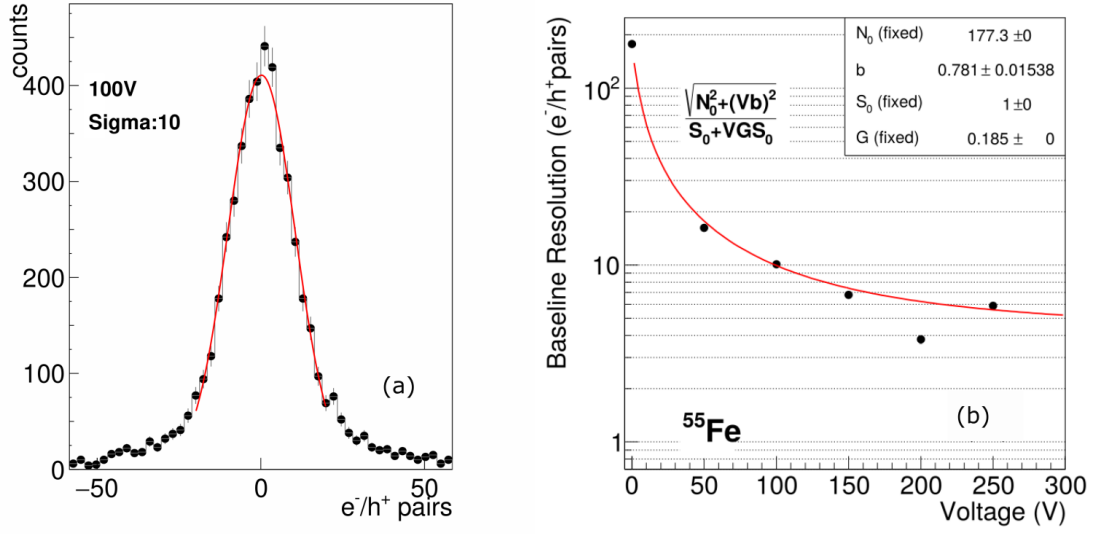 counts
400
300
200
100
0
100V
Sigma:10
(a)
−50
0
50
e⁻/h⁺ pairs
Baseline Resolution (e⁻/h⁺pairs)
10²
10
1
√N₀²+(Vb)²
S₀+VGS₀
N₀ (fixed) 177.3 ±0
b 0.781 ± 0.01538
S₀ (fixed) 1 ±0
G (fixed) 0.185 ± 0
⁵⁵Fe
(b)
0 50 100 150 200 250 300
Voltage (V)